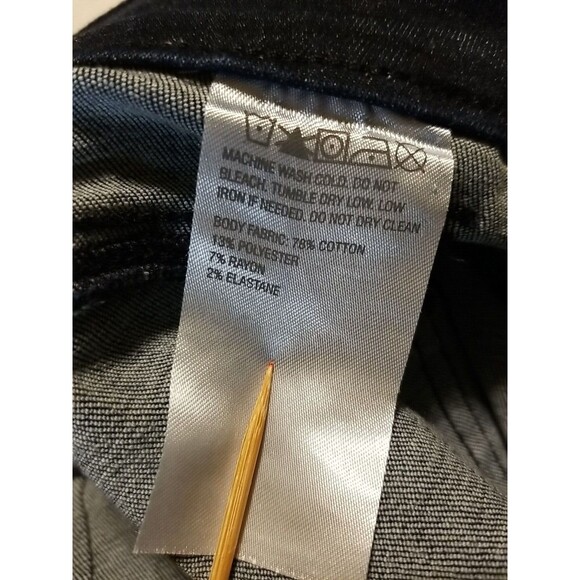 MACHINE WASH COLD. DO NOT
BLEACH. TUMBLE DRY LOW. LOW
IRON IF NEEDED. DO NOT DRY CLEAN
BODY FABRIC: 78% COTTON
13% POLYESTER
7% RAYON
2% ELASTANE